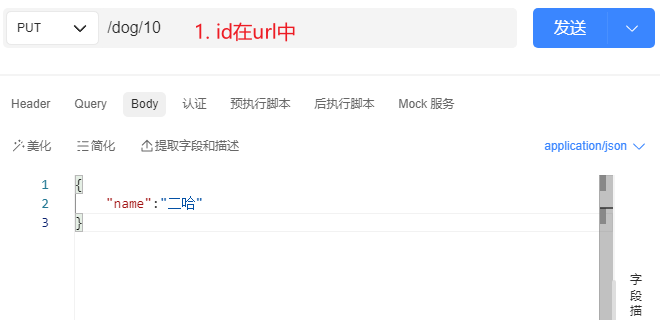 PUT /dog/10 1. id在url中 发送
Header Query Body 认证 预执行脚本 后执行脚本 Mock 服务
美化 简化 提取字段和描述 application/json
1 {
2 "name":"二哈"
3 }
字
段
描